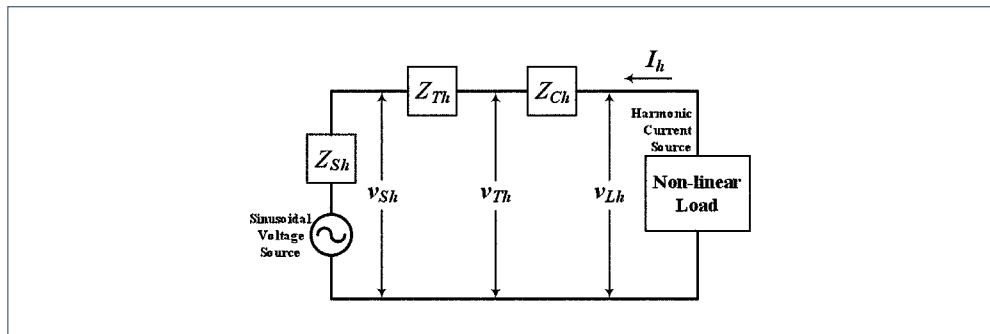 I_h
Z_Th
Z_Ch
Harmonic
Current
Source
Z_Sh
v_Sh
v_Th
v_Lh
Non-linear
Load
Sinusoidal
Voltage
Source